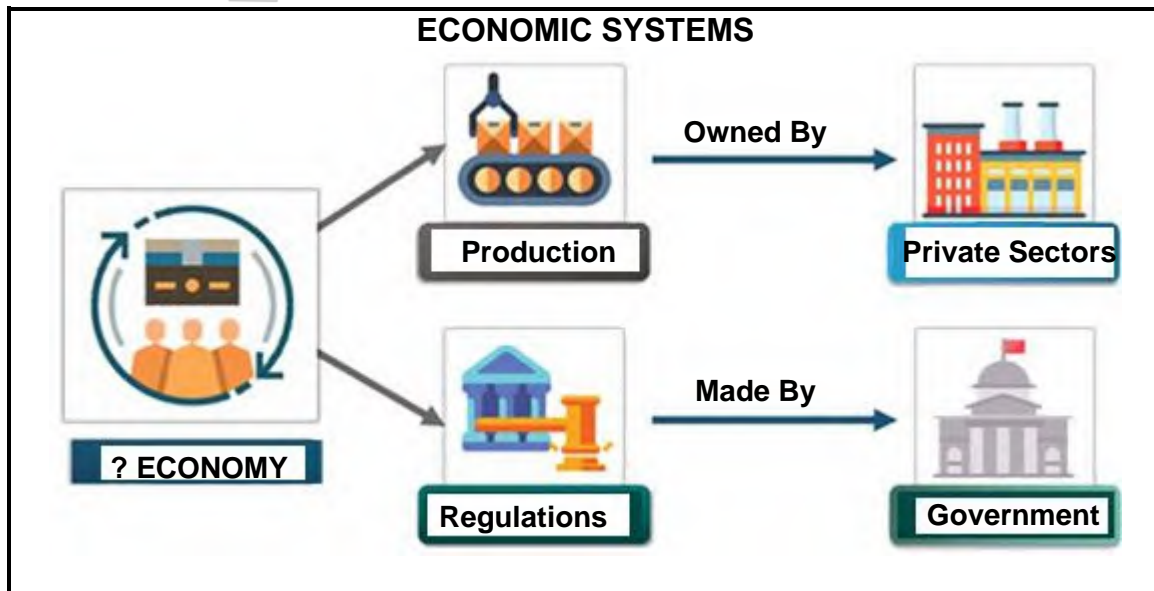 ECONOMIC SYSTEMS
Owned By
Production
Private Sectors
Made By
? ECONOMY
Regulations
Government